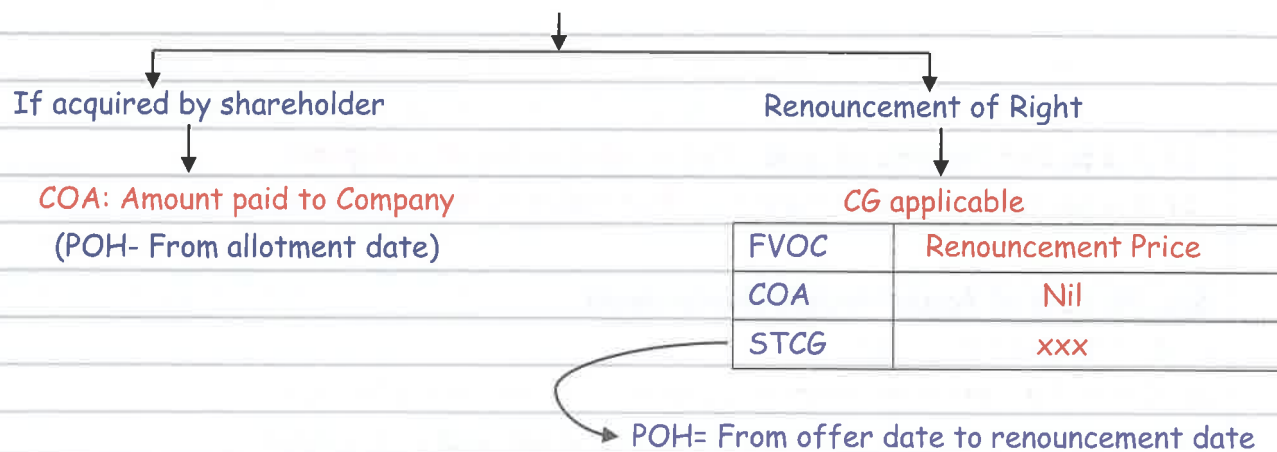 If acquired by shareholder
Renouncement of Right
COA: Amount paid to Company
(POH- From allotment date)
CG applicable
FVOC Renouncement Price
COA Nil
STCG xxx
POH= From offer date to renouncement date